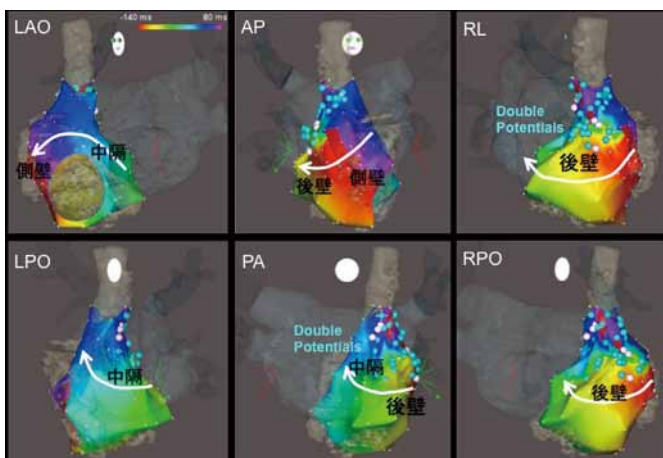 LAO
-140 ms
80 ms
中隔
側壁
AP
後壁
側壁
RL
Double
Potentials
後壁
LPO
中隔
PA
Double
Potentials
中隔
後壁
RPO
後壁